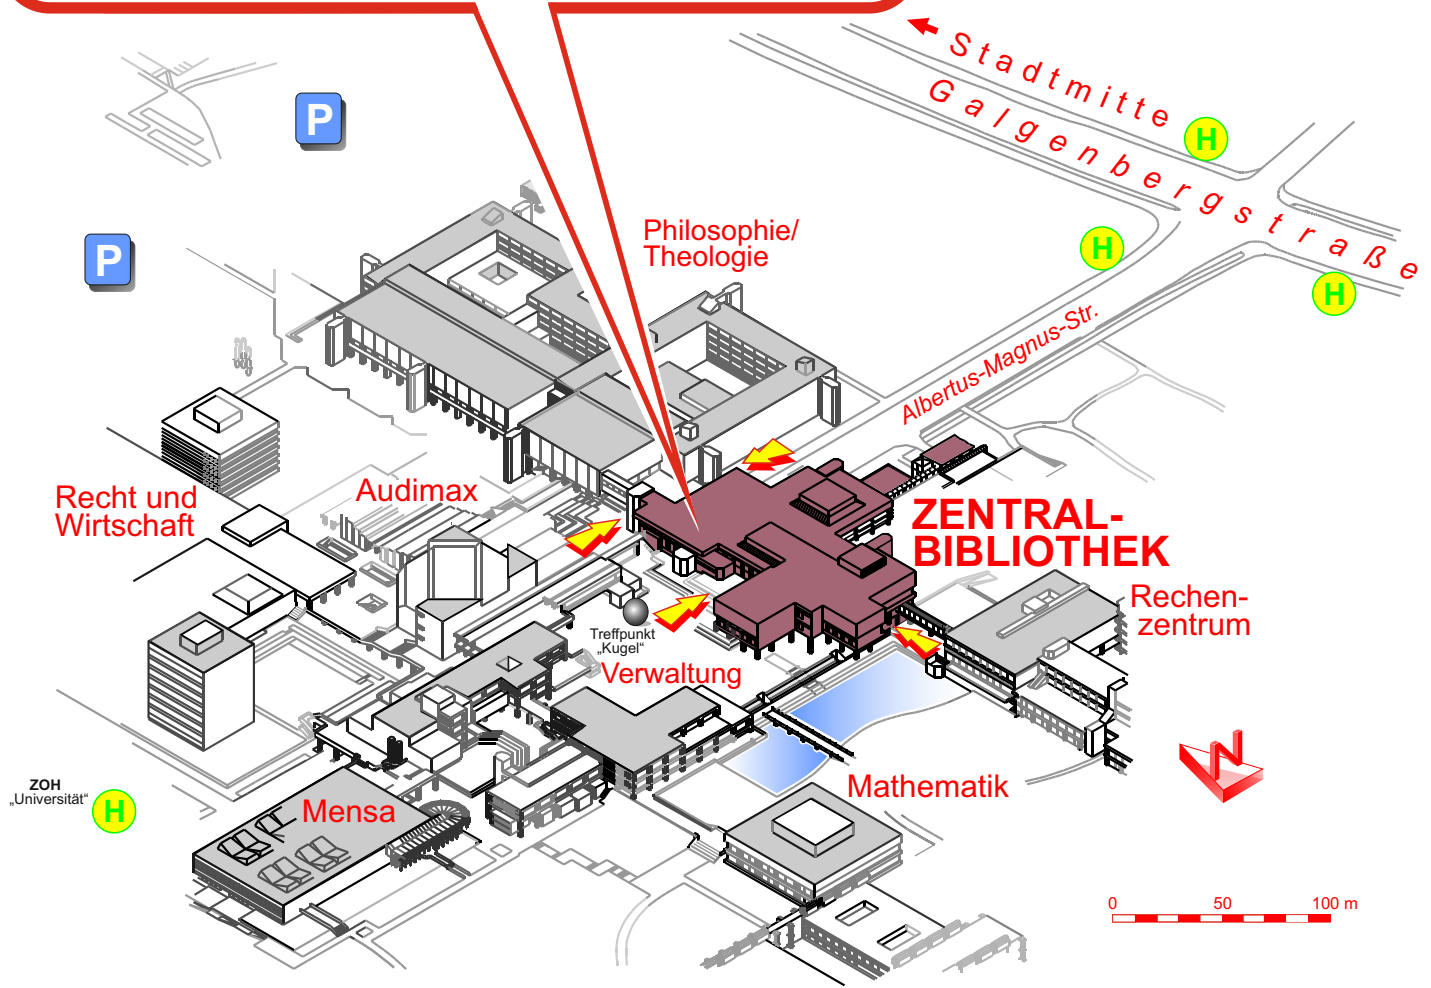 Stadtmitte
Galgenbergstraße
H
H
H
P
P
Philosophie/
Theologie
Albertus-Magnus-Str.
Recht und
Wirtschaft
Audimax
ZENTRAL-
BIBLIOTHEK
Rechen-
zentrum
Treffpunkt
„Kugel"
Verwaltung
N
ZOH
„Universität"
H
Mensa
Mathematik
0 50 100 m